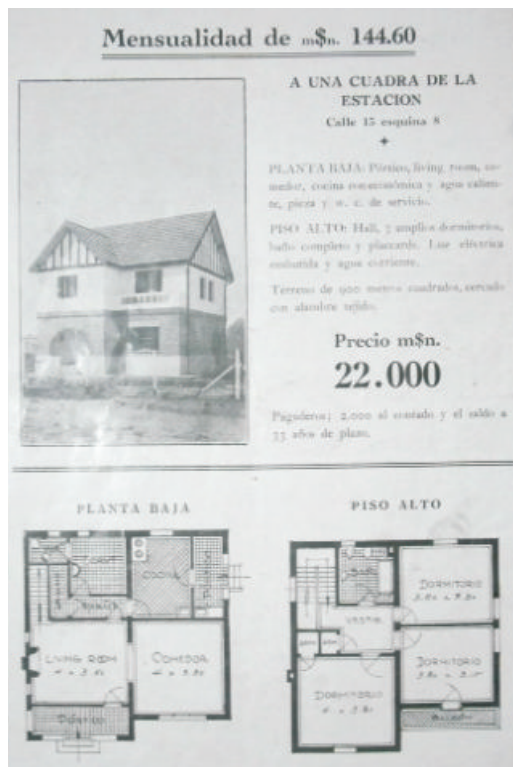 Mensualidad de m$n. 144.60
A UNA CUADRA DE LA
ESTACION
Calle 15 esquina 8
PLANTA BAJA: Pórtico, living room, co-
medor, cocina y agua calien-
te, pieza y w. c. de servicio.
PISO ALTO: Hall, 3 amplios dormitorios,
baño completo y placcards. Luz eléctrica
embutida y agua corriente.
Terreno de 900 metros cuadrados, cercado
con alambre tejido.
Precio m$n.
22.000
Pagaderos: 2.000 al contado y el saldo a
33 años de plazo.
PLANTA BAJA
PISO ALTO
COCINA
LIVING ROOM
COMEDOR
PÓRTICO
DORMITORIO
DORMITORIO
DORMITORIO